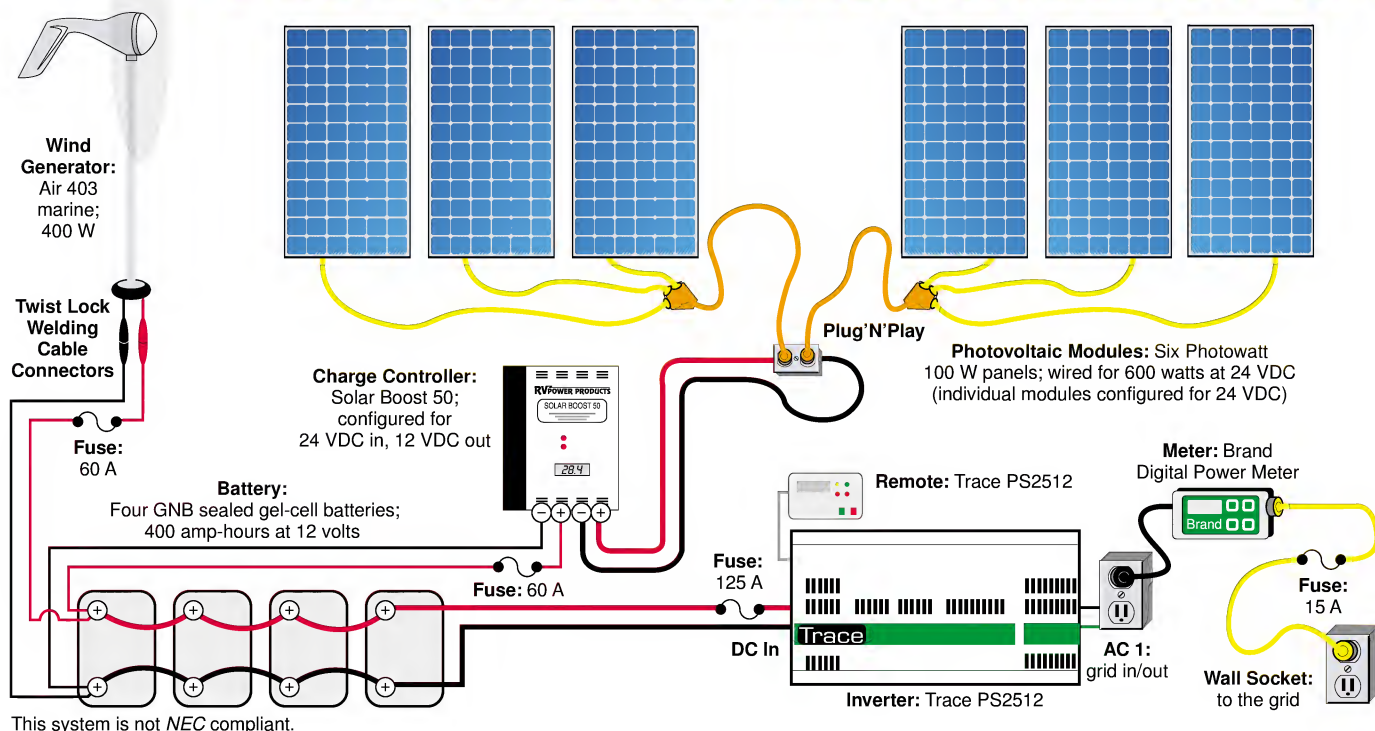 Wind
Generator:
Air 403
marine;
400 W
Twist Lock
Welding
Cable
Connectors
Fuse:
60 A
Charge Controller:
Solar Boost 50;
configured for
24 VDC in, 12 VDC out
RV POWER PRODUCTS
SOLAR BOOST 50
28.4
− + − +
Plug'N'Play
Photovoltaic Modules: Six Photowatt
100 W panels; wired for 600 watts at 24 VDC
(individual modules configured for 24 VDC)
Battery:
Four GNB sealed gel-cell batteries;
400 amp-hours at 12 volts
Fuse: 60 A
+ + + +
+ + + +
Fuse:
125 A
DC In
Remote: Trace PS2512
Trace
Inverter: Trace PS2512
AC 1:
grid in/out
Meter: Brand
Digital Power Meter
Brand
Fuse:
15 A
Wall Socket:
to the grid
This system is not NEC compliant.